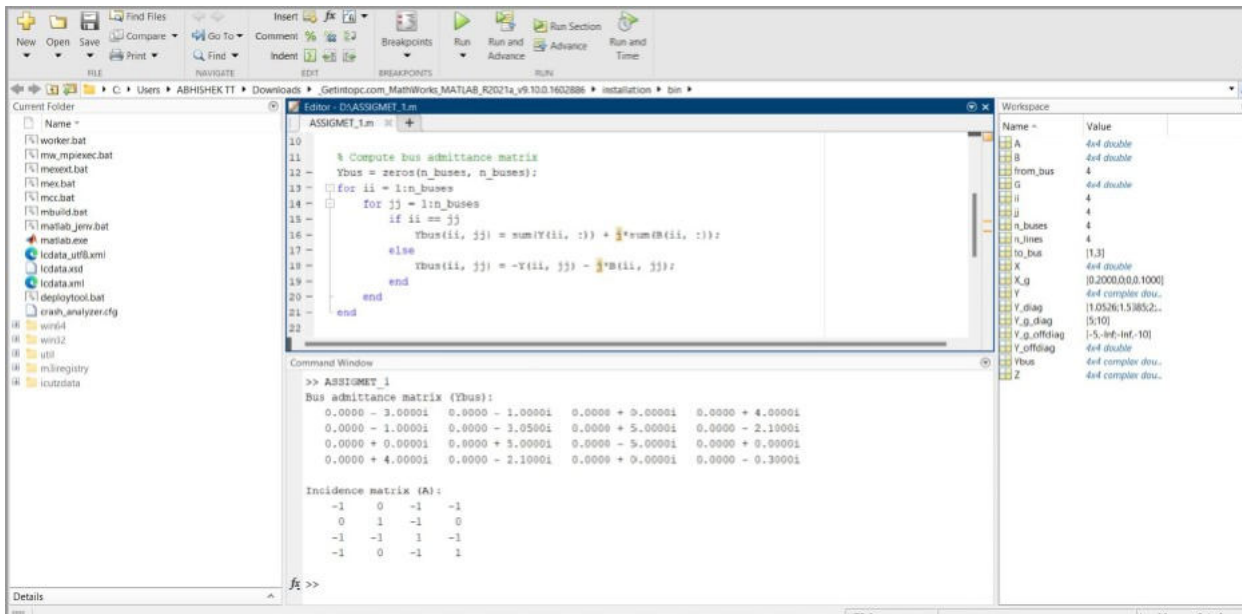 Find Files
Insert fx
New Open Save
Compare
Go To
Comment %
Breakpoints
Run
Run and Advance
Run Section
Advance
Run and Time
Print
Find
Indent
FILE
NAVIGATE
EDIT
BREAKPOINTS
RUN
C: Users ABHISHEK TT Downloads _Getintopc.com_MathWorks_MATLAB_R2021a_v9.10.0.1602886 installation bin
Current Folder
Name
worker.bat
mw_mpiexec.bat
mexext.bat
mex.bat
mcc.bat
mbuild.bat
matlab_jenv.bat
matlab.exe
lcdata_utf8.xml
lcdata.xsd
lcdata.xml
deploytool.bat
crash_analyzer.cfg
win64
win32
util
m3iregistry
icutzdata
Details
Editor - D:\ASSIGMET_1.m
ASSIGMET_1.m
10
11 % Compute bus admittance matrix
12 - Ybus = zeros(n_buses, n_buses);
13 - for ii = 1:n_buses
14 - for jj = 1:n_buses
15 - if ii == jj
16 - Ybus(ii, jj) = sum(Y(ii, :)) + j*sum(B(ii, :));
17 - else
18 - Ybus(ii, jj) = -Y(ii, jj) - j*B(ii, jj);
19 - end
20 - end
21 - end
22
Command Window
>> ASSIGMET_1
Bus admittance matrix (Ybus):
0.0000 - 3.0000i 0.0000 - 1.0000i 0.0000 + 0.0000i 0.0000 + 4.0000i
0.0000 - 1.0000i 0.0000 - 3.0500i 0.0000 + 5.0000i 0.0000 - 2.1000i
0.0000 + 0.0000i 0.0000 + 5.0000i 0.0000 - 5.0000i 0.0000 + 0.0000i
0.0000 + 4.0000i 0.0000 - 2.1000i 0.0000 + 0.0000i 0.0000 - 0.3000i
Incidence matrix (A):
-1 0 -1 -1
0 1 -1 0
-1 -1 1 -1
-1 0 -1 1
fx >>
Workspace
Name Value
A 4x4 double
B 4x4 double
from_bus 4
G 4x4 double
ii 4
jj 4
n_buses 4
n_lines 4
to_bus [1,3]
X 4x4 double
X_g [0.2000,0;0,0.1000]
Y 4x4 complex dou...
Y_diag [1.0526;1.5385;2;...
Y_g_diag [5;10]
Y_g_offdiag [-5,-Inf;-Inf,-10]
Y_offdiag 4x4 double
Ybus 4x4 complex dou...
Z 4x4 complex dou...